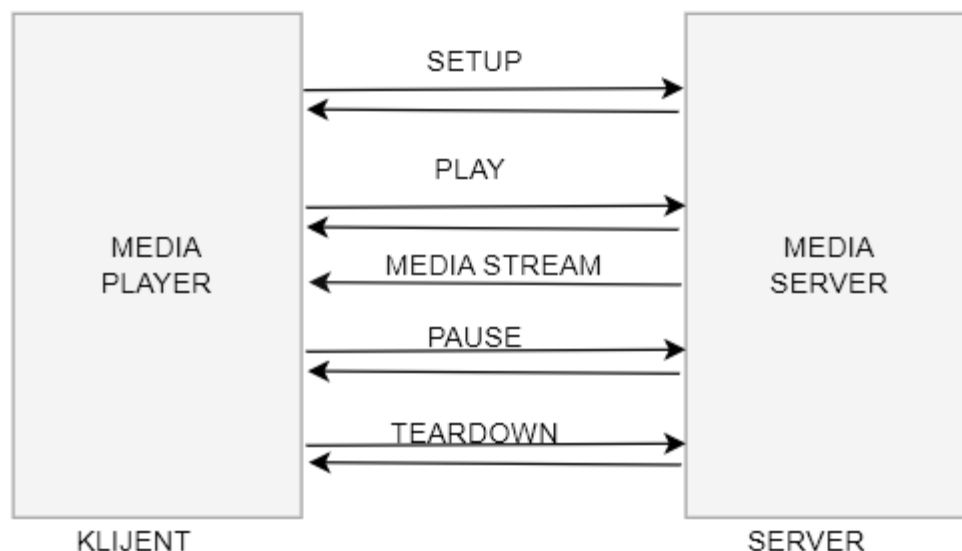 SETUP
PLAY
MEDIA
PLAYER
MEDIA STREAM
MEDIA
SERVER
PAUSE
TEARDOWN
KLIJENT
SERVER